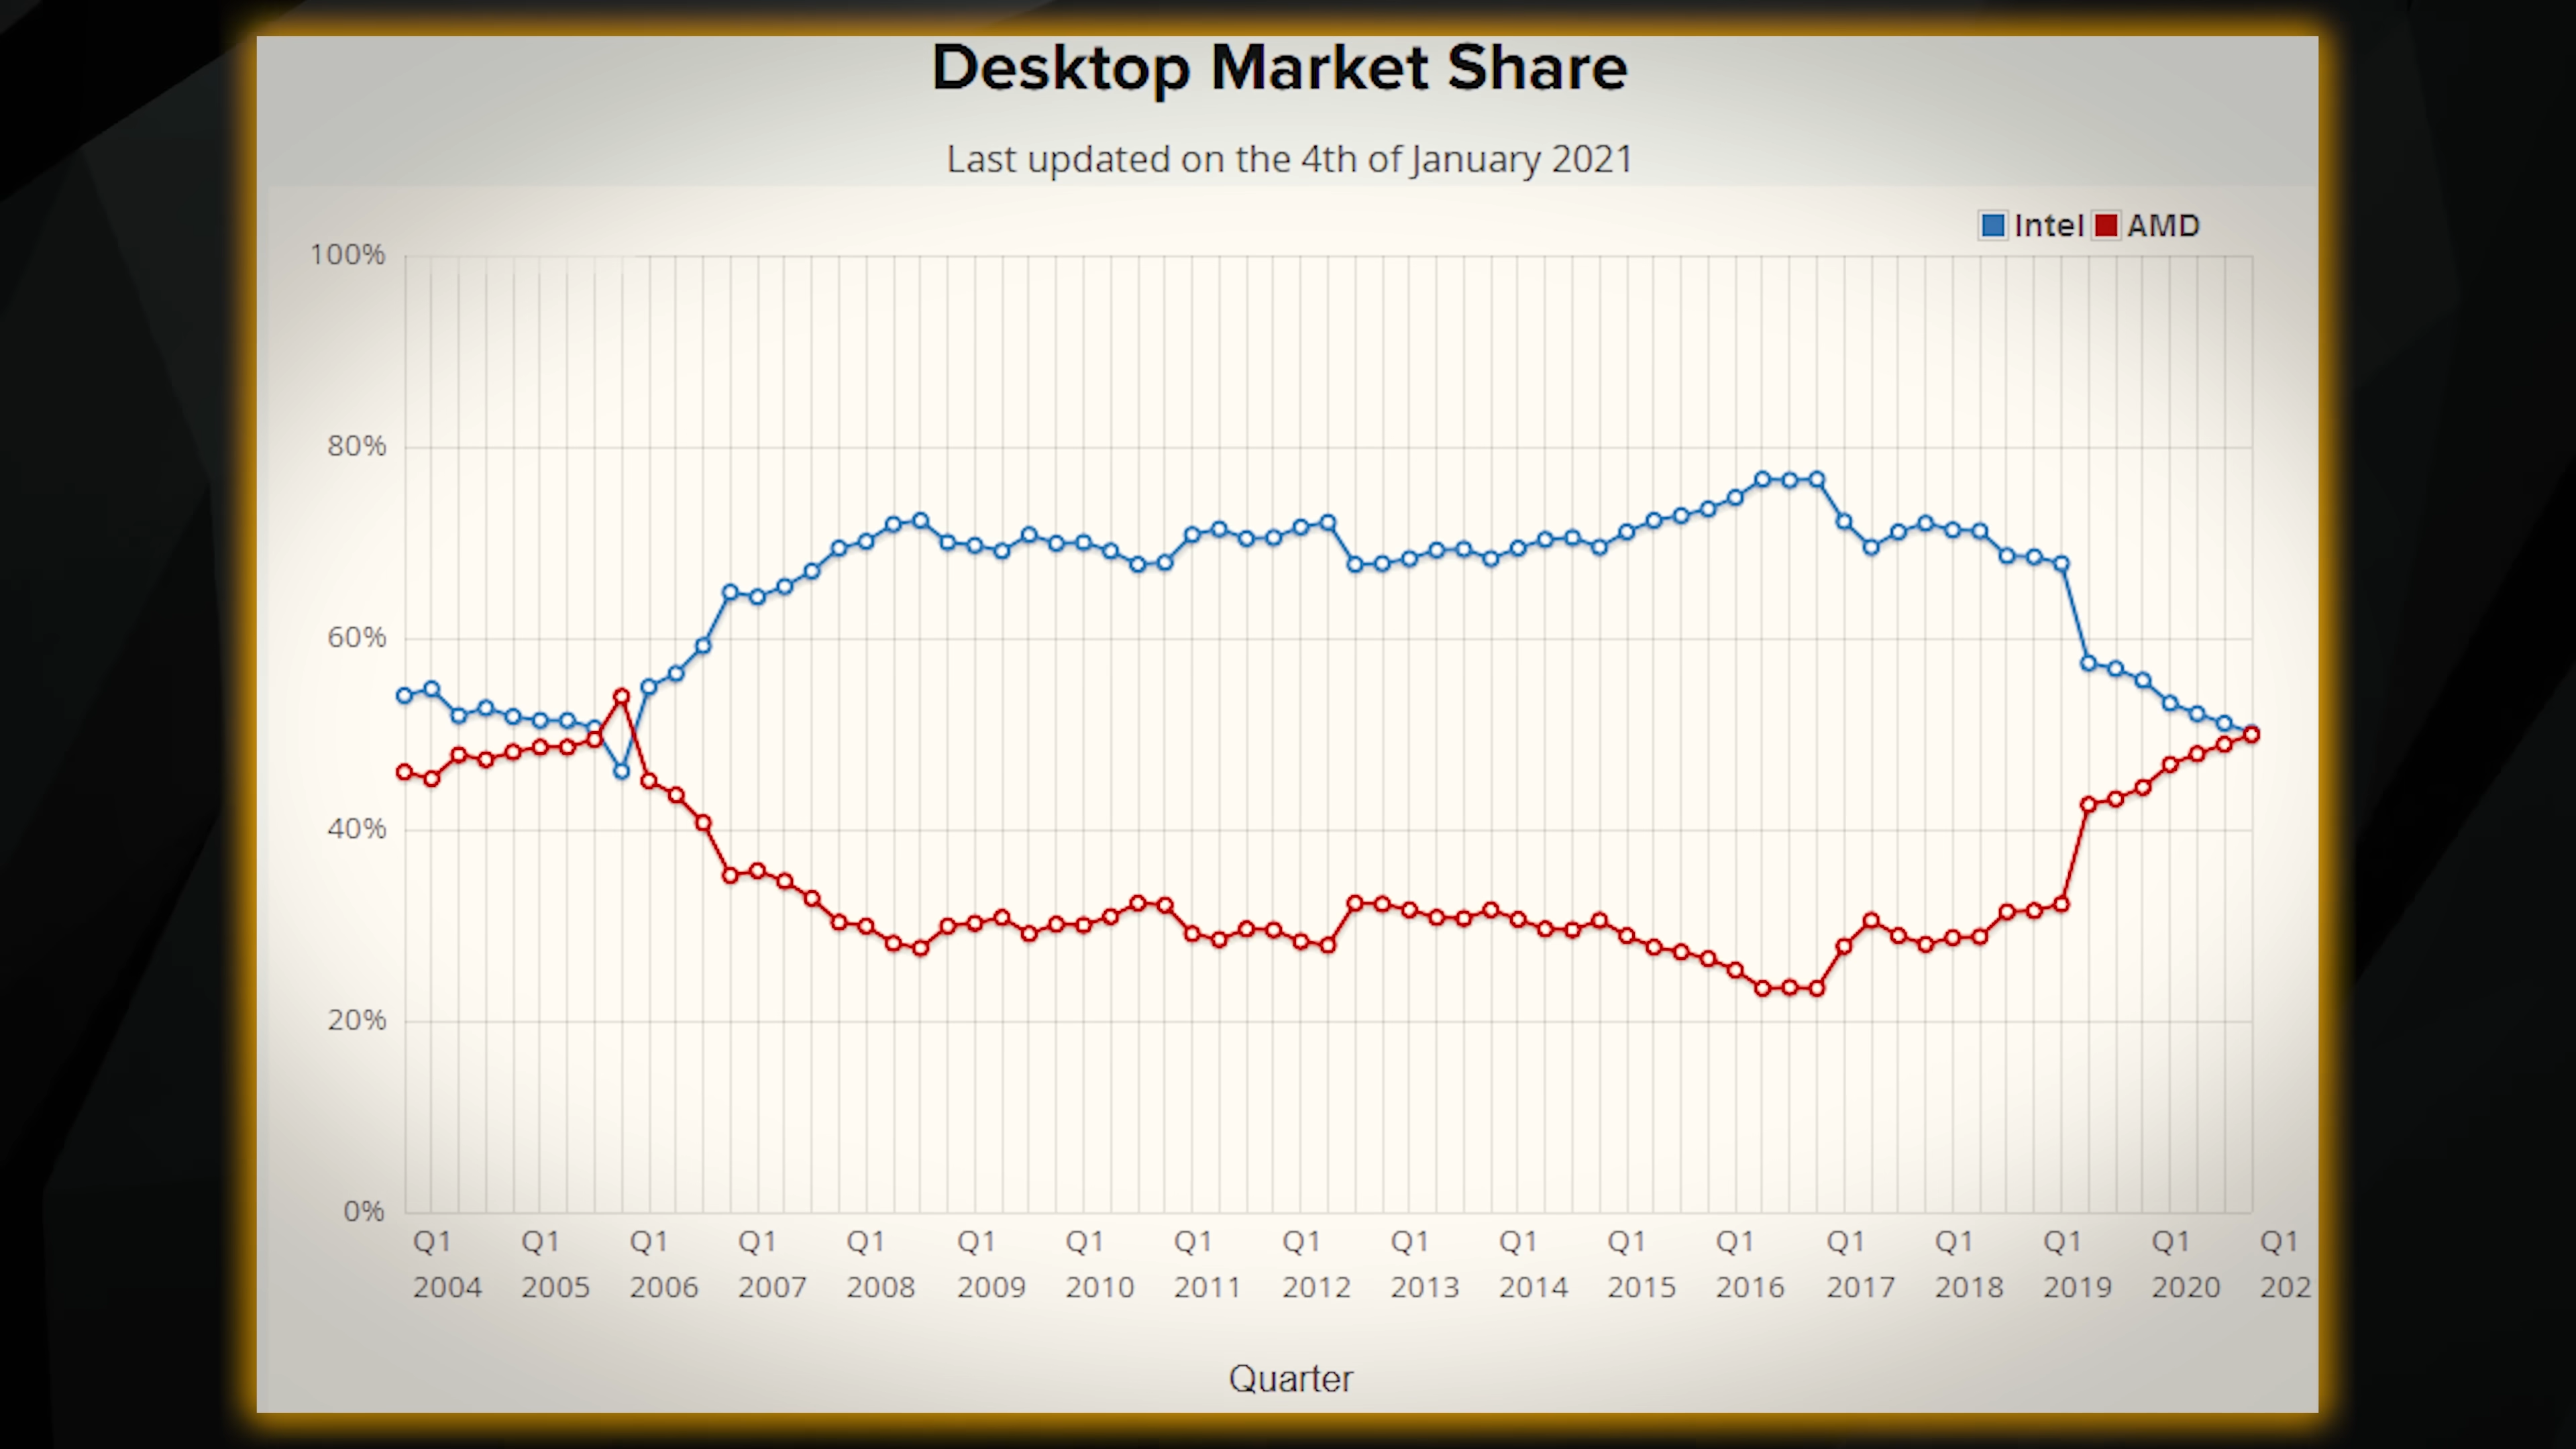 Desktop Market Share
Last updated on the 4th of January 2021
Intel AMD
100%
80%
60%
40%
20%
0%
Q1 Q1 Q1 Q1 Q1 Q1 Q1 Q1 Q1 Q1 Q1 Q1 Q1 Q1 Q1 Q1 Q1 Q1
2004 2005 2006 2007 2008 2009 2010 2011 2012 2013 2014 2015 2016 2017 2018 2019 2020 202
Quarter